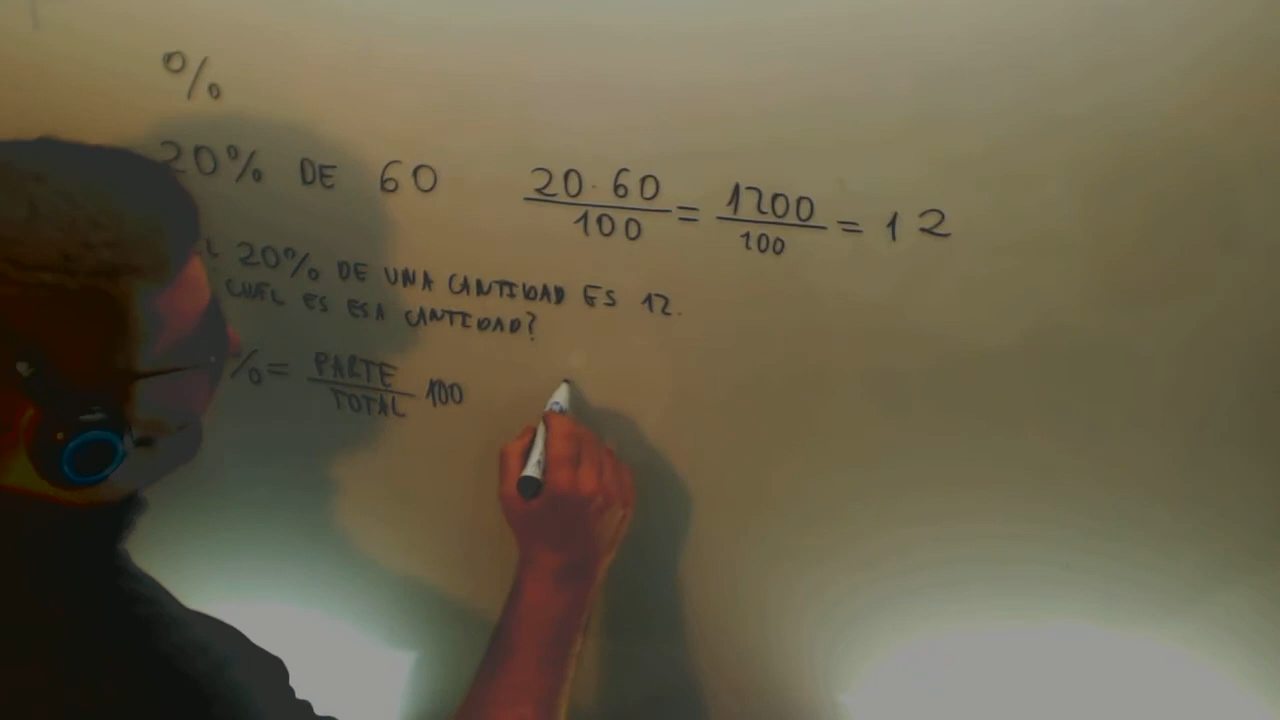 %
20% DE 60 20·60/100 = 1200/100 = 12
20% DE UNA CANTIDAD ES 12.
CUÁL ES ESA CANTIDAD?
% = PARTE/TOTAL 100